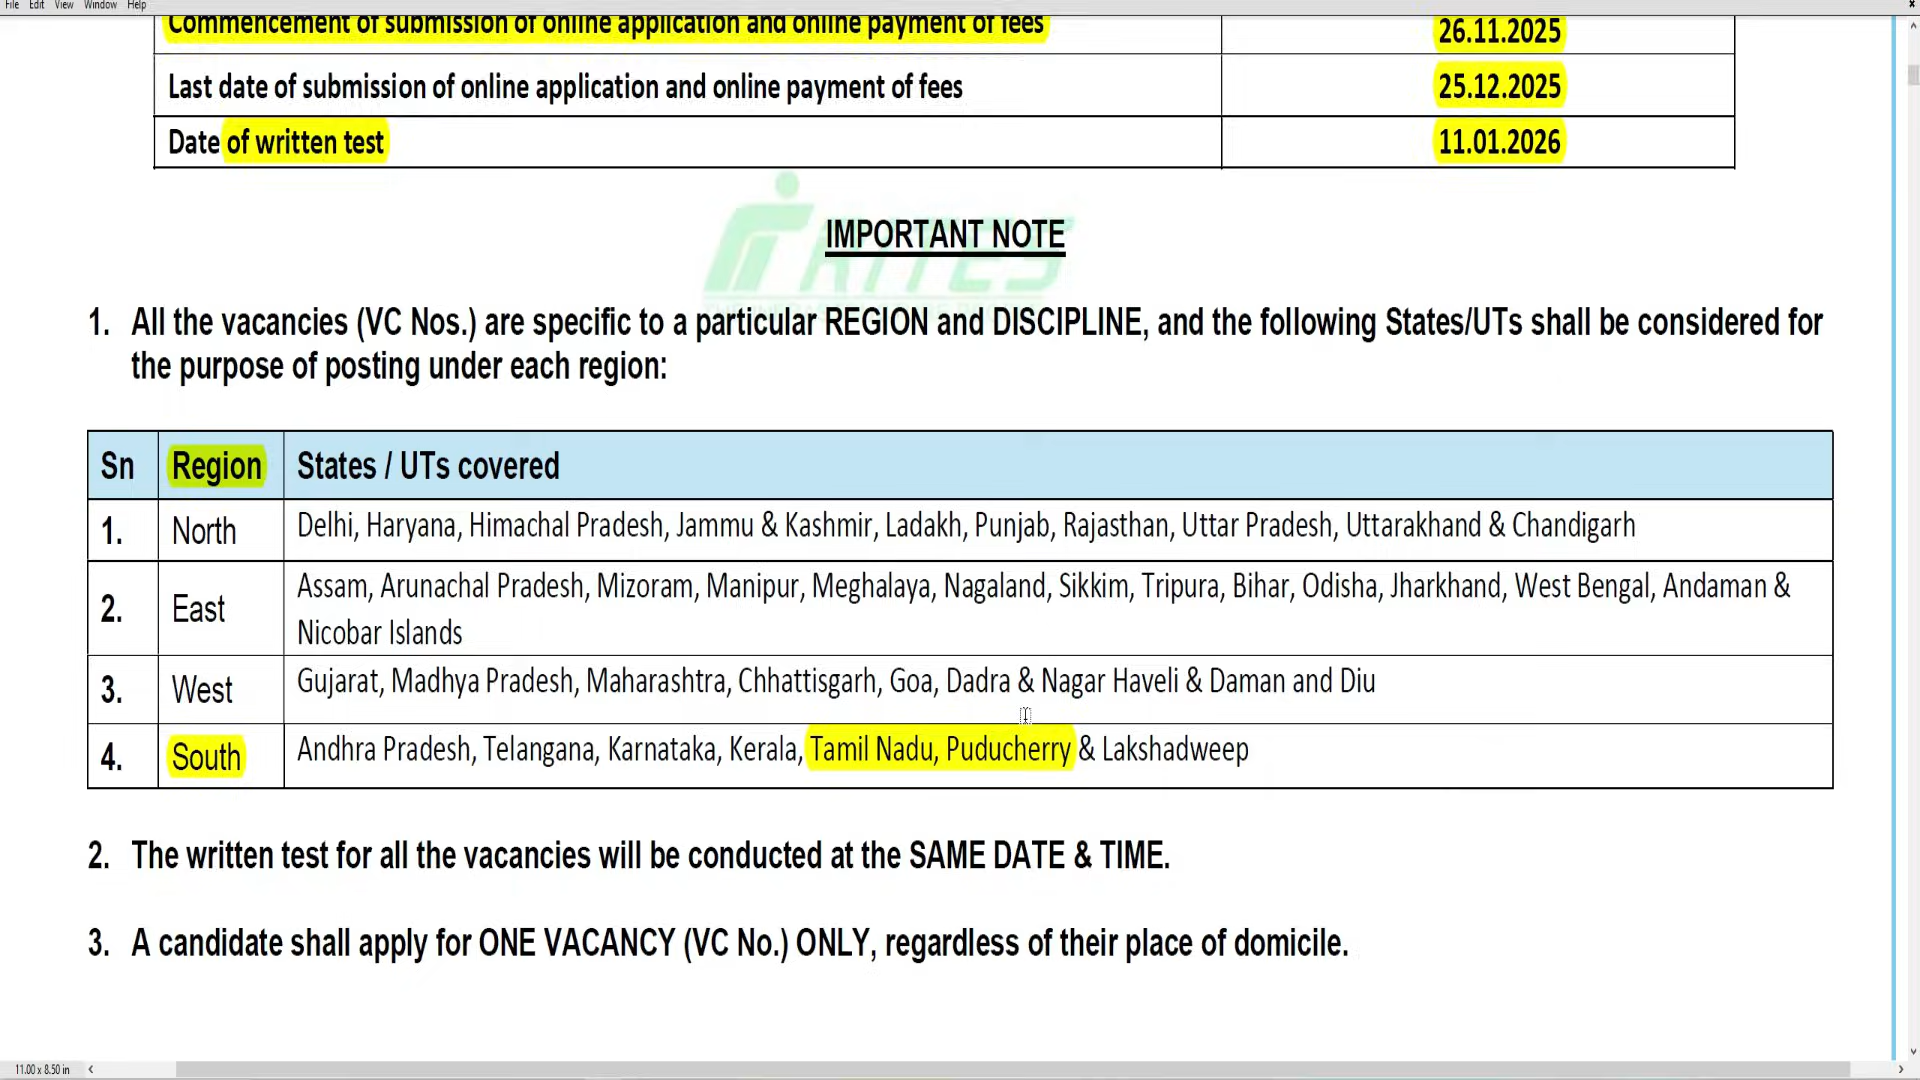 File Edit View Window Help
Commencement of submission of online application and online payment of fees 26.11.2025
Last date of submission of online application and online payment of fees 25.12.2025
Date of written test 11.01.2026
RITES
IMPORTANT NOTE
1. All the vacancies (VC Nos.) are specific to a particular REGION and DISCIPLINE, and the following States/UTs shall be considered for
the purpose of posting under each region:
Sn Region States / UTs covered
1. North Delhi, Haryana, Himachal Pradesh, Jammu & Kashmir, Ladakh, Punjab, Rajasthan, Uttar Pradesh, Uttarakhand & Chandigarh
2. East Assam, Arunachal Pradesh, Mizoram, Manipur, Meghalaya, Nagaland, Sikkim, Tripura, Bihar, Odisha, Jharkhand, West Bengal, Andaman &
Nicobar Islands
3. West Gujarat, Madhya Pradesh, Maharashtra, Chhattisgarh, Goa, Dadra & Nagar Haveli & Daman and Diu
4. South Andhra Pradesh, Telangana, Karnataka, Kerala, Tamil Nadu, Puducherry & Lakshadweep
2. The written test for all the vacancies will be conducted at the SAME DATE & TIME.
3. A candidate shall apply for ONE VACANCY (VC No.) ONLY, regardless of their place of domicile.
11.00 x 8.50 in